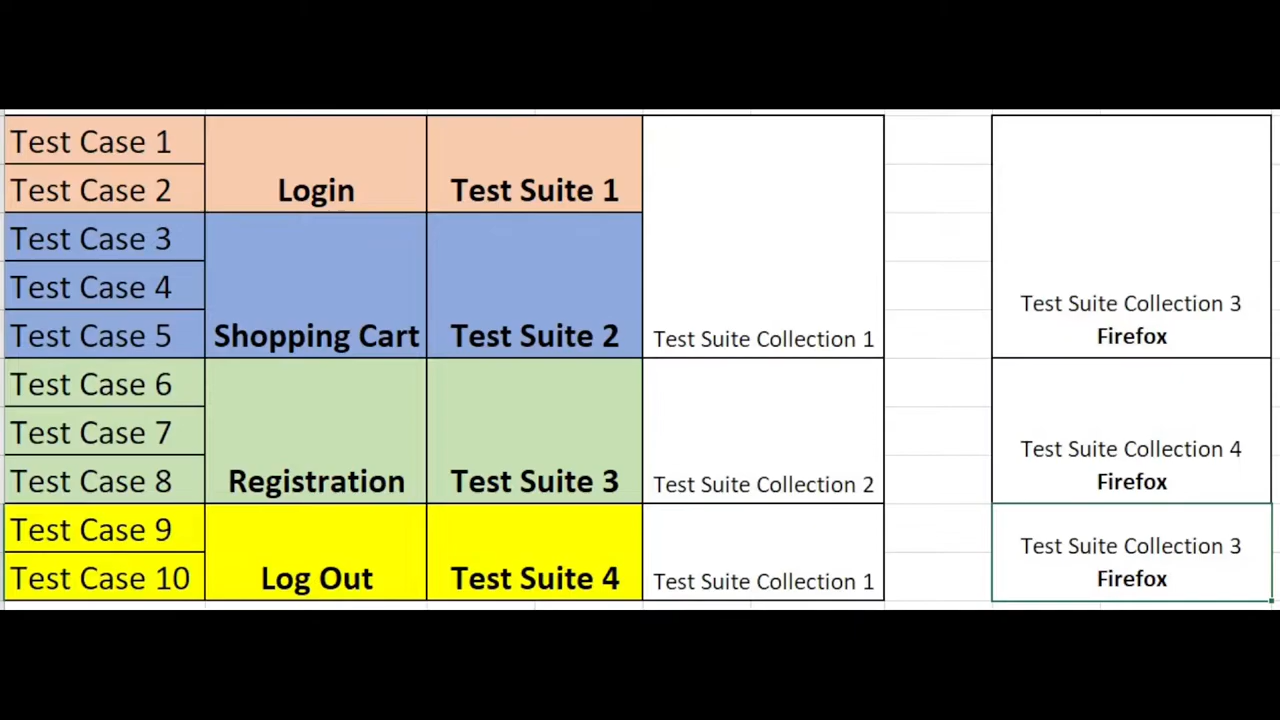 Test Case 1
Test Case 2
Login
Test Suite 1
Test Case 3
Test Case 4
Test Case 5
Shopping Cart
Test Suite 2
Test Suite Collection 1
Test Suite Collection 3
Firefox
Test Case 6
Test Case 7
Test Case 8
Registration
Test Suite 3
Test Suite Collection 2
Test Suite Collection 4
Firefox
Test Case 9
Test Case 10
Log Out
Test Suite 4
Test Suite Collection 1
Test Suite Collection 3
Firefox